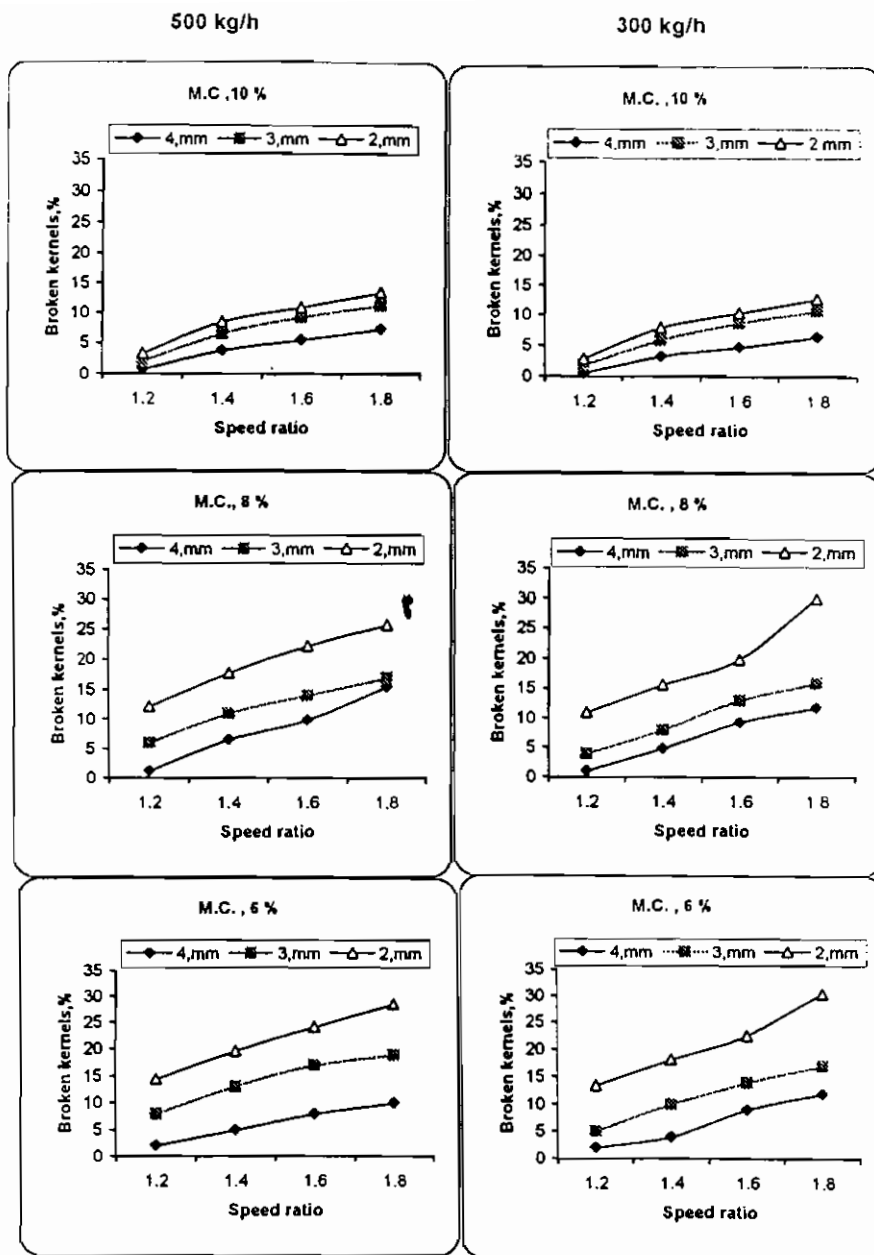 500 kg/h
M.C ,10 %
4,mm 3,mm 2,mm
Broken kernels,%
35
30
25
20
15
10
5
0
1.2 1.4 1.6 1.8
Speed ratio
300 kg/h
M.C. , 10 %
4,mm 3,mm 2 mm
Broken kernels,%
35
30
25
20
15
10
5
0
1.2 1.4 1.6 1 8
Speed ratio
M.C., 8 %
4,mm 3,mm 2,mm
Broken kernels,%
35
30
25
20
15
10
5
0
1.2 1.4 1.6 1.8
Speed ratio
M.C. , 8 %
4,mm 3,mm 2,mm
Broken kernels,%
35
30
25
20
15
10
5
0
1.2 1.4 1.6 1.8
Speed ratio
M.C. , 6 %
4,mm 3,mm 2,mm
Broken kernels,%
35
30
25
20
15
10
5
0
1.2 1.4 1.6 1.8
Speed ratio
M.C. , 6 %
4,mm 3,mm 2,mm
Broken kernels,%
35
30
25
20
15
10
5
0
1.2 1.4 1.6 1.8
Speed ratio